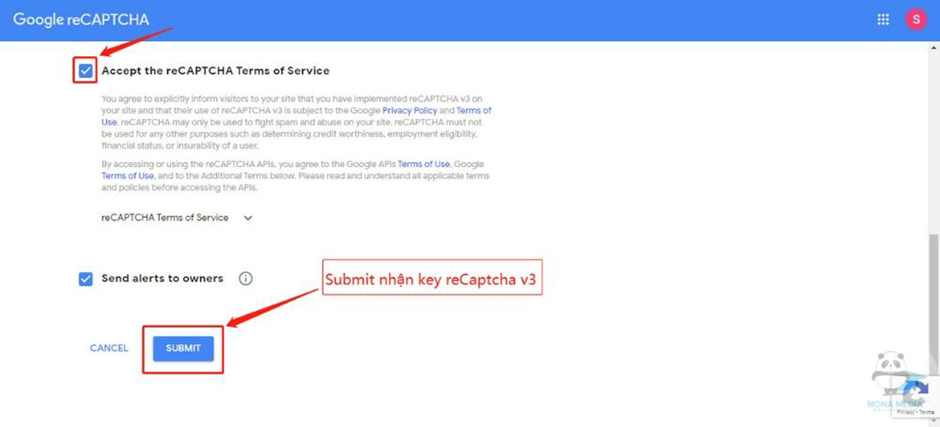 Google reCAPTCHA
S
Accept the reCAPTCHA Terms of Service
You agree to explicitly inform visitors to your site that you have implemented reCAPTCHA v3 on
your site and that their use of reCAPTCHA v3 is subject to the Google Privacy Policy and Terms of
Use. reCAPTCHA may only be used to fight spam and abuse on your site. reCAPTCHA must not
be used for any other purposes such as determining credit worthiness, employment eligibility,
financial status, or insurability of a user.
By accessing or using the reCAPTCHA APIs, you agree to the Google APIs Terms of Use, Google
Terms of Use, and to the Additional Terms below. Please read and understand all applicable terms
and policies before accessing the APIs.
reCAPTCHA Terms of Service
Send alerts to owners
Submit nhận key reCaptcha v3
CANCEL
SUBMIT
MONA MEDIA
Privacy - Terms